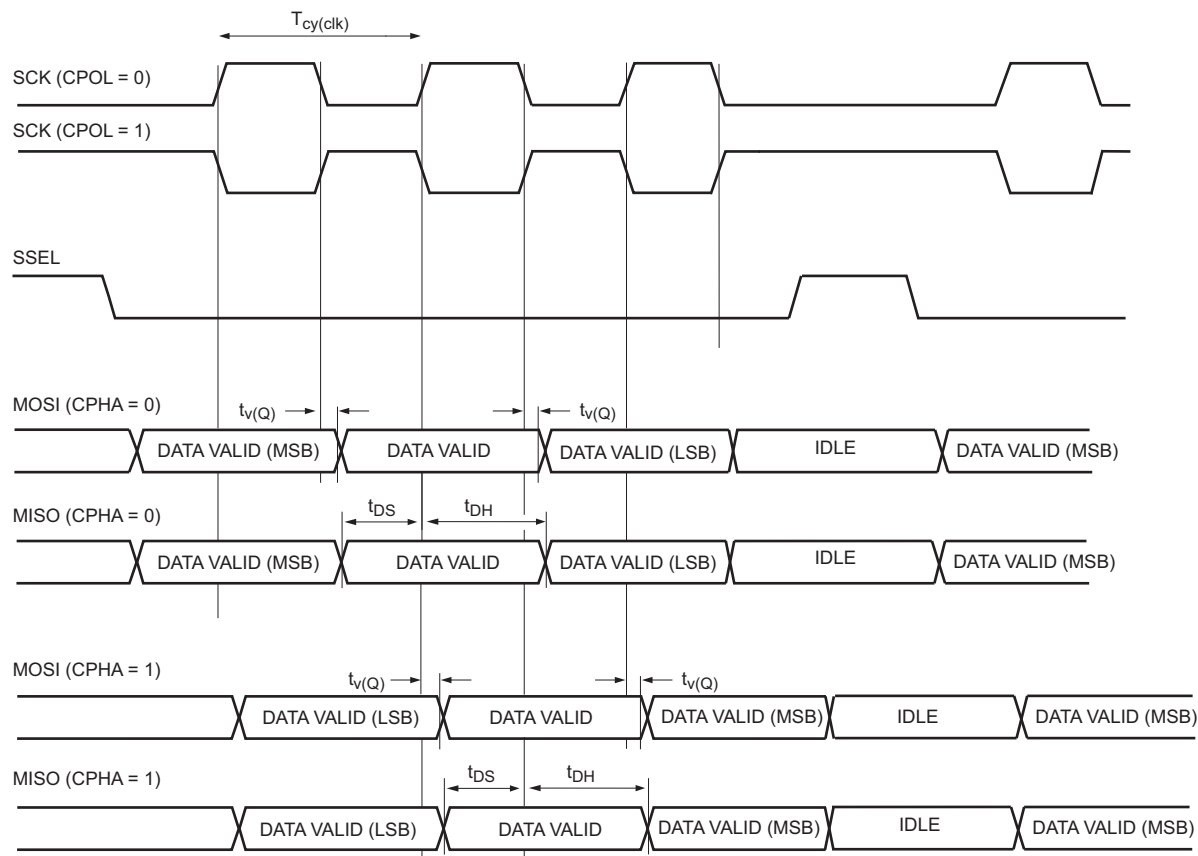 Tcy(clk)
SCK (CPOL = 0)
SCK (CPOL = 1)
SSEL
MOSI (CPHA = 0)
tv(Q) tv(Q)
DATA VALID (MSB) DATA VALID DATA VALID (LSB) IDLE DATA VALID (MSB)
tDS tDH
MISO (CPHA = 0)
DATA VALID (MSB) DATA VALID DATA VALID (LSB) IDLE DATA VALID (MSB)
MOSI (CPHA = 1)
tv(Q) tv(Q)
DATA VALID (LSB) DATA VALID DATA VALID (MSB) IDLE DATA VALID (MSB)
tDS tDH
MISO (CPHA = 1)
DATA VALID (LSB) DATA VALID DATA VALID (MSB) IDLE DATA VALID (MSB)